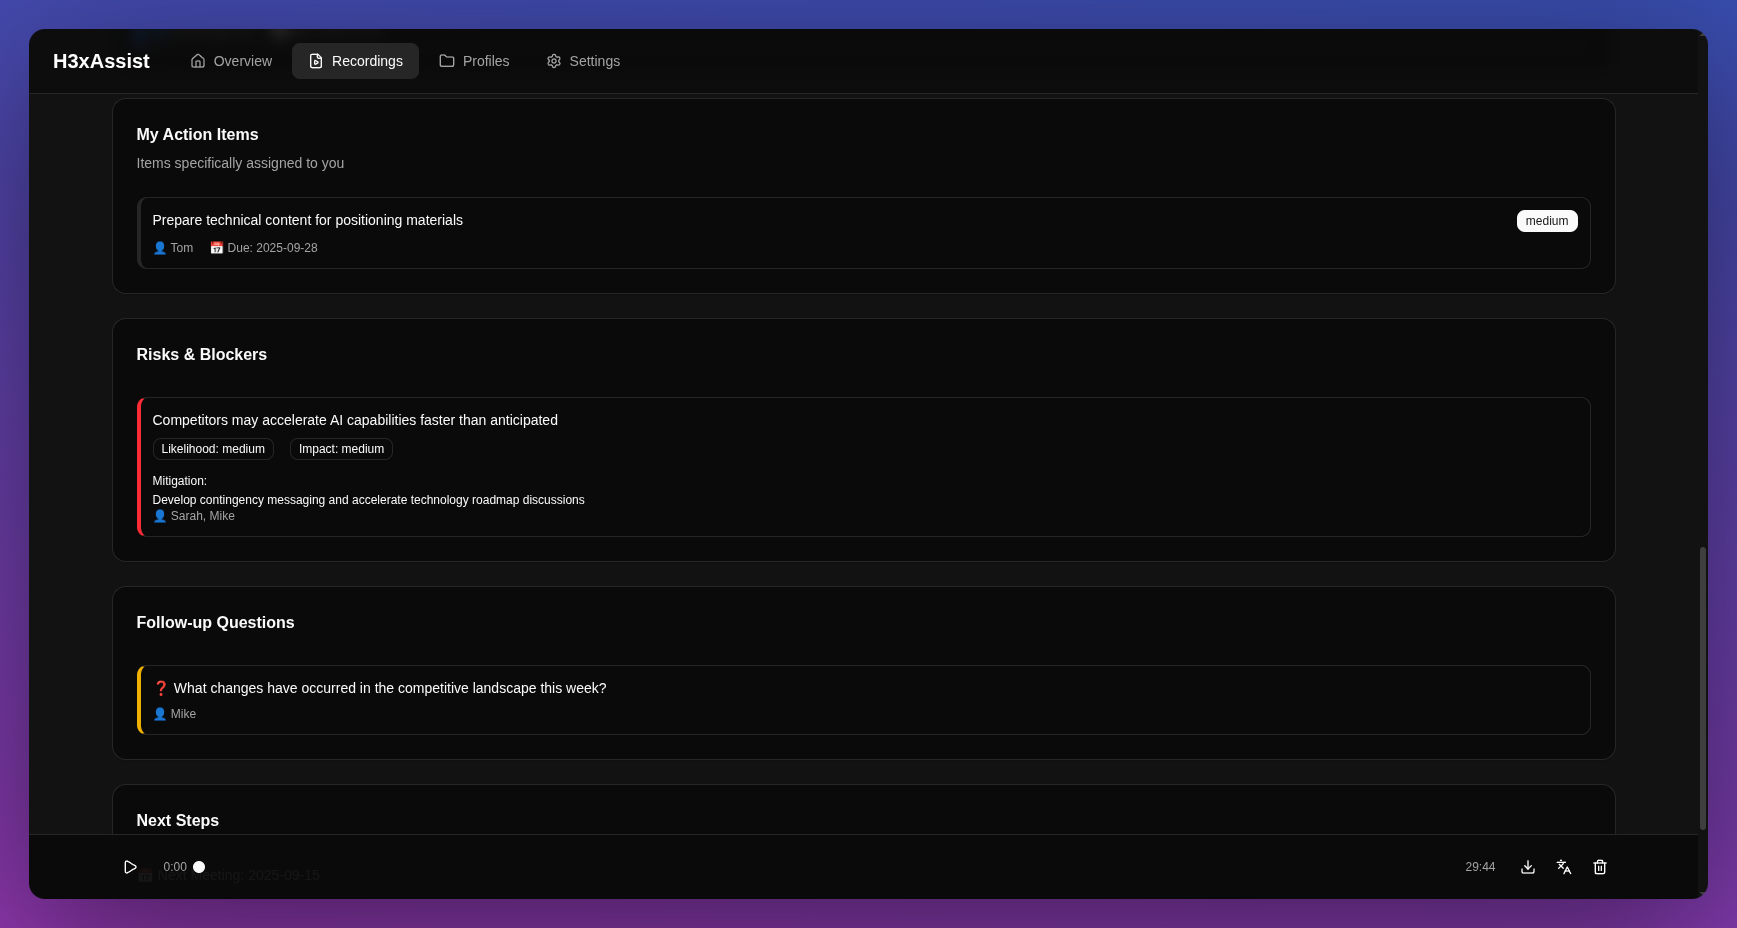 H3xAssist
Overview
Recordings
Profiles
Settings
My Action Items
Items specifically assigned to you
Prepare technical content for positioning materials
medium
👤 Tom 📅 Due: 2025-09-28
Risks & Blockers
Competitors may accelerate AI capabilities faster than anticipated
Likelihood: medium
Impact: medium
Mitigation:
Develop contingency messaging and accelerate technology roadmap discussions
👤 Sarah, Mike
Follow-up Questions
❓ What changes have occurred in the competitive landscape this week?
👤 Mike
Next Steps
📅 Next Meeting: 2025-09-15
0:00
29:44